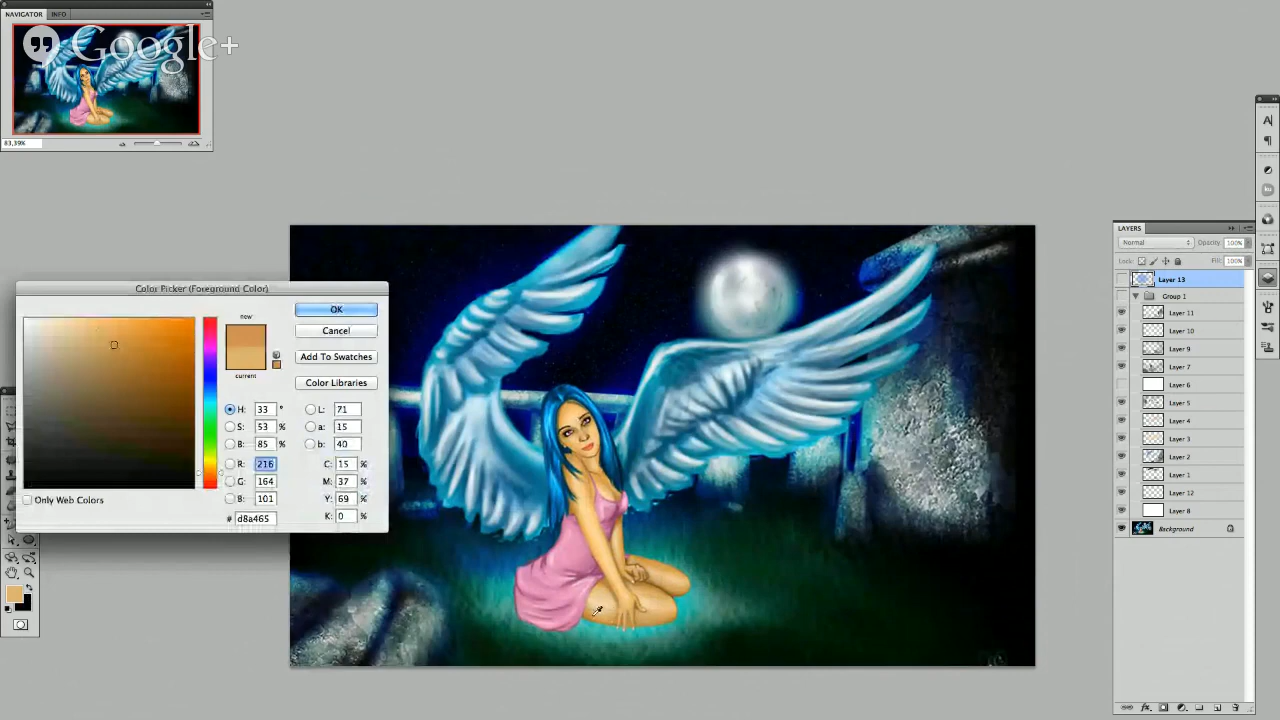 NAVIGATOR INFO
Google+
83,39%
Color Picker (Foreground Color)
new
current
OK
Cancel
Add To Swatches
Color Libraries
H: 33 °
S: 53 %
B: 85 %
R: 216
G: 164
B: 101
L: 71
a: 15
b: 40
C: 15 %
M: 37 %
Y: 69 %
K: 0 %
# d8a465
Only Web Colors
LAYERS
Normal Opacity: 100%
Lock: Fill: 100%
Layer 13
Group 1
Layer 11
Layer 10
Layer 9
Layer 7
Layer 6
Layer 5
Layer 4
Layer 3
Layer 2
Layer 1
Layer 12
Layer 8
Background
A
fx